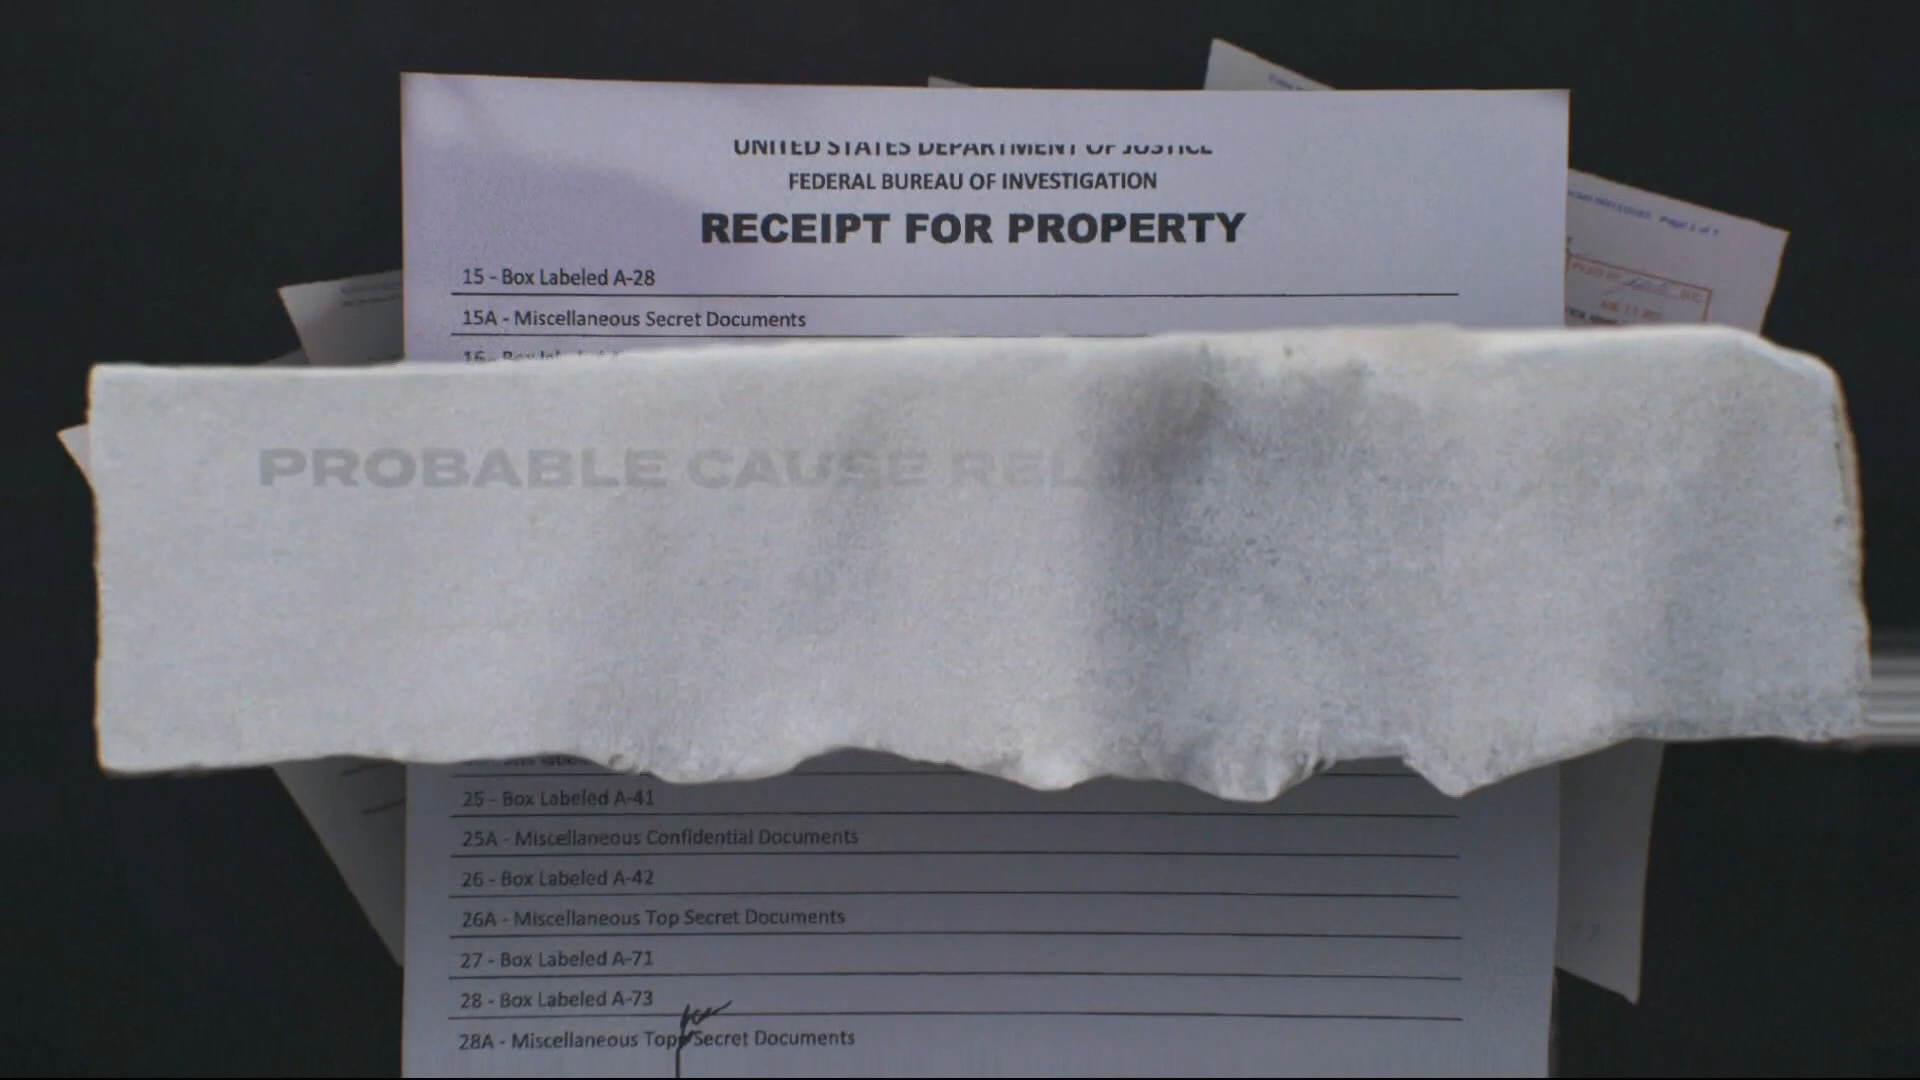 UNITED STATES DEPARTMENT OF JUSTICE
FEDERAL BUREAU OF INVESTIGATION
RECEIPT FOR PROPERTY
15 - Box Labeled A-28
15A - Miscellaneous Secret Documents
16 - Box
PROBABLE CAUSE
25 - Box Labeled A-41
25A - Miscellaneous Confidential Documents
26 - Box Labeled A-42
26A - Miscellaneous Top Secret Documents
27 - Box Labeled A-71
28 - Box Labeled A-73
28A - Miscellaneous Top Secret Documents